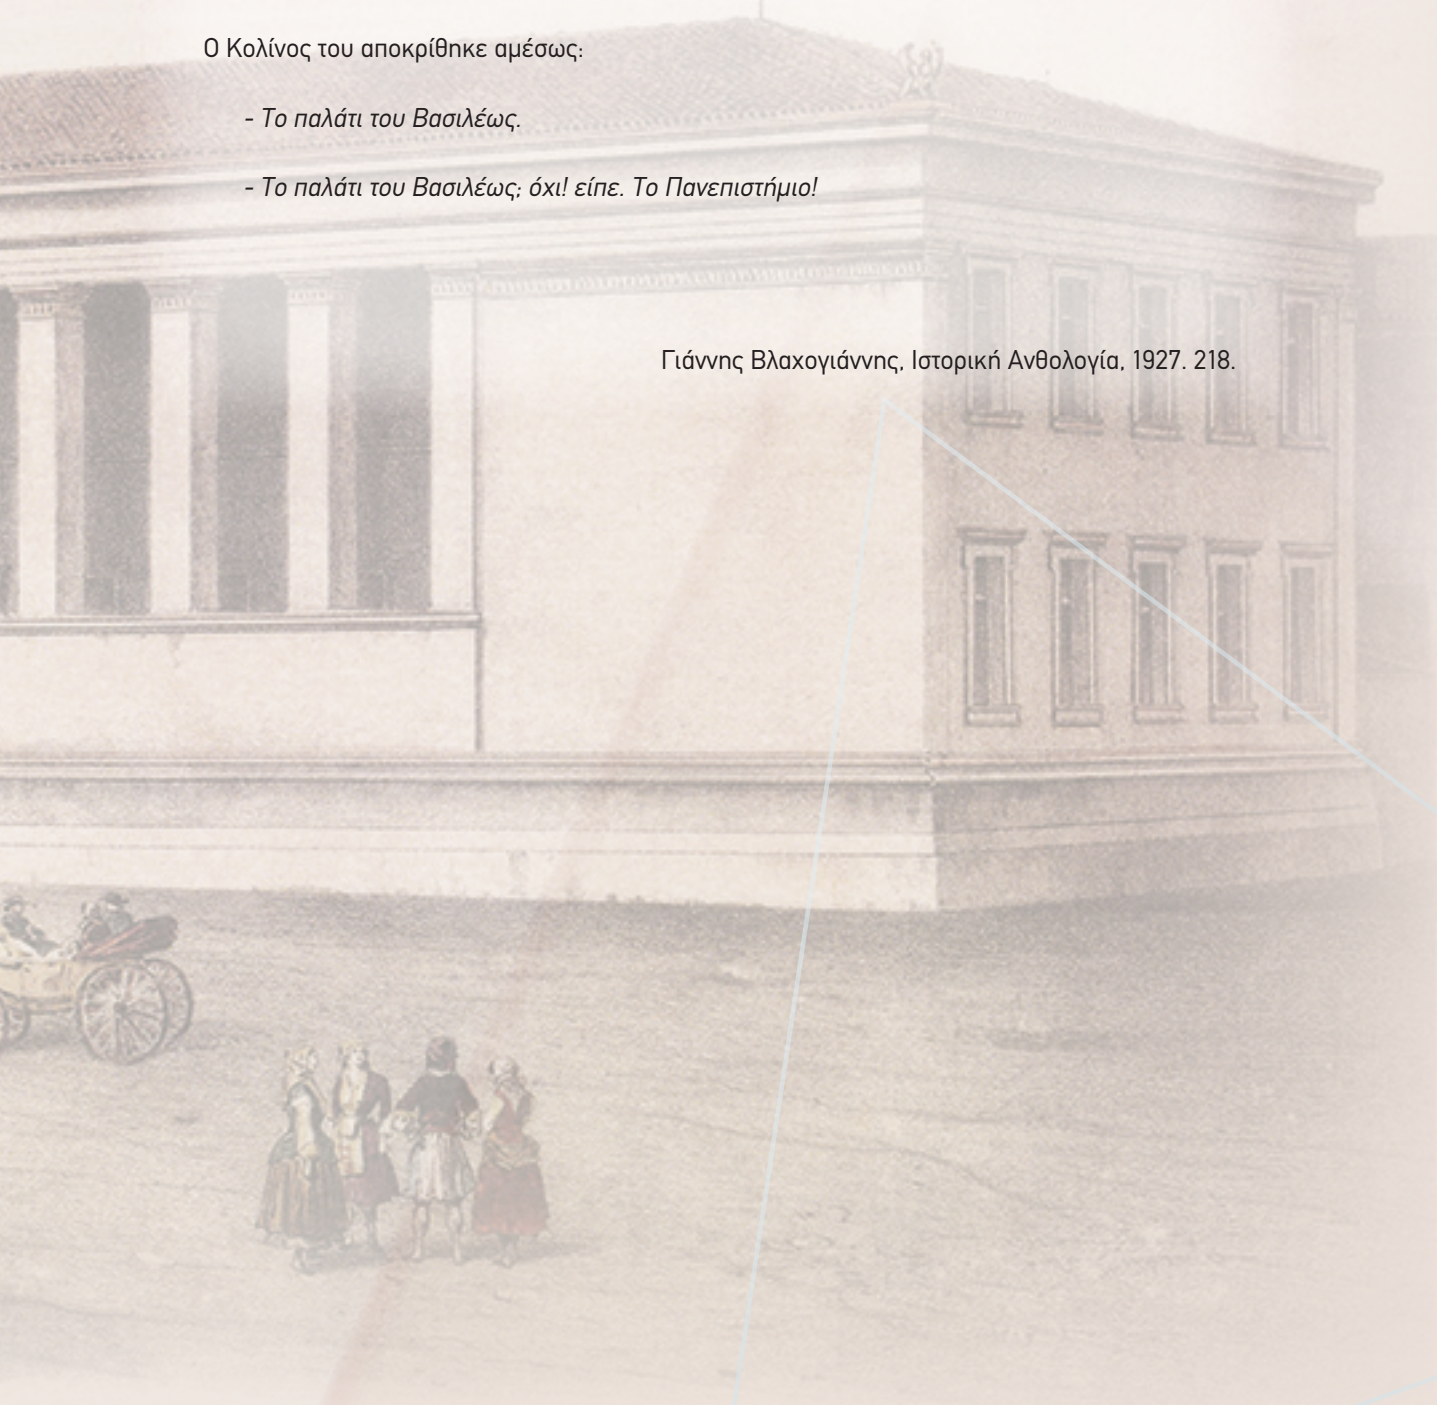 Ο Κολίνος του αποκρίθηκε αμέσως:
- Το παλάτι του Βασιλέως.
- Το παλάτι του Βασιλέως; όχι! είπε. Το Πανεπιστήμιο!
Γιάννης Βλαχογιάννης, Ιστορική Ανθολογία, 1927. 218.